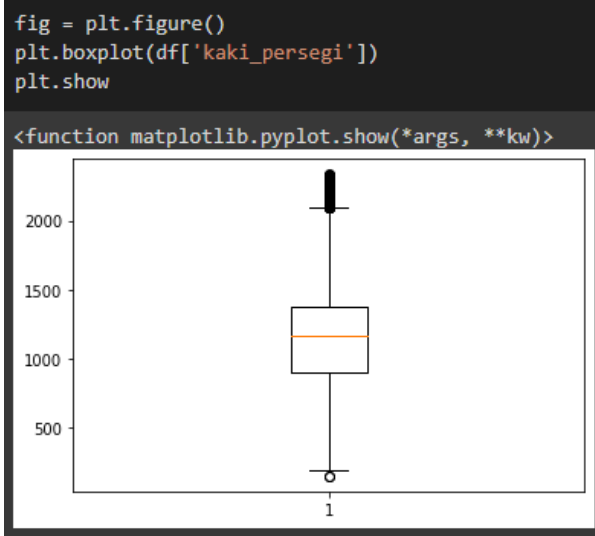 fig = plt.figure()
plt.boxplot(df['kaki_persegi'])
plt.show
<function matplotlib.pyplot.show(*args, **kw)>
2000
1500
1000
500
1